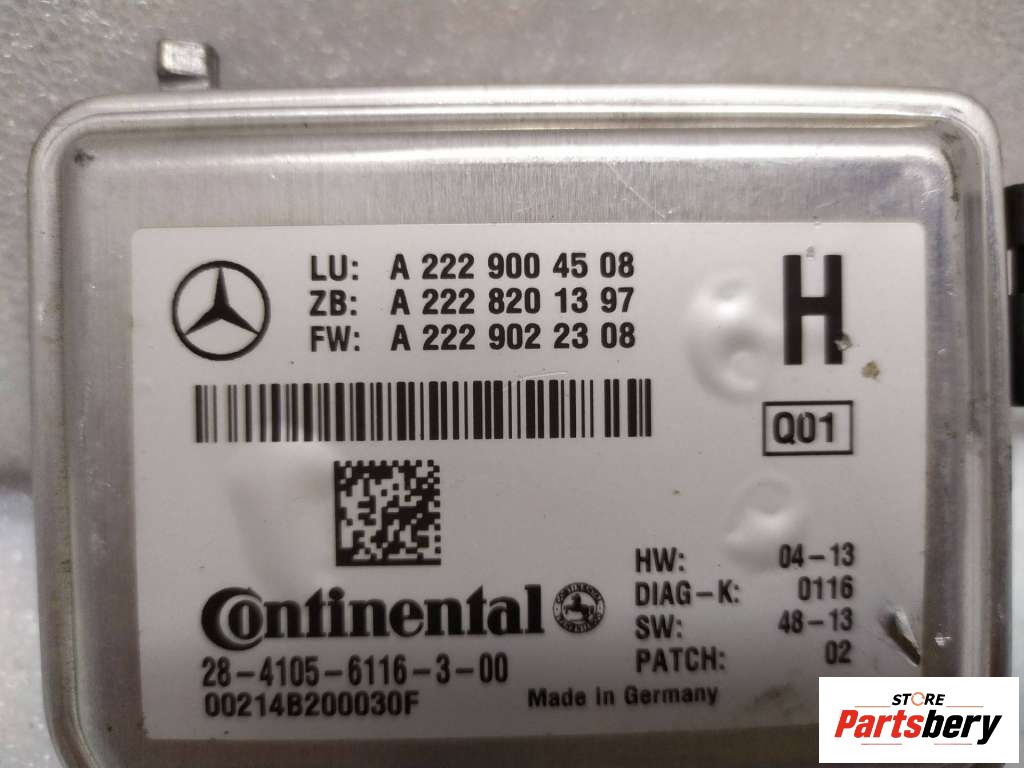 LU: A 222 900 45 08
ZB: A 222 820 13 97
FW: A 222 902 23 08
H
Q01
HW: 04-13
DIAG-K: 0116
SW: 48-13
PATCH: 02
Continental
CONTINENTAL
28-4105-6116-3-00
00214B200030F
Made in Germany
STORE
Partsbery